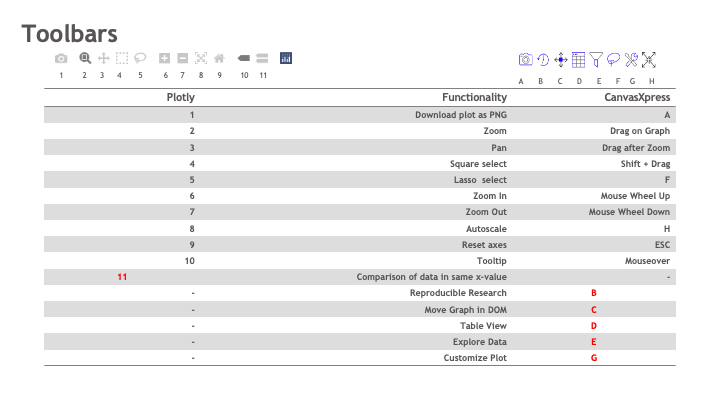 Toolbars
1 2 3 4 5 6 7 8 9 10 11 A B C D E F G H
Plotly Functionality CanvasXpress
1 Download plot as PNG A
2 Zoom Drag on Graph
3 Pan Drag after Zoom
4 Square select Shift + Drag
5 Lasso select F
6 Zoom In Mouse Wheel Up
7 Zoom Out Mouse Wheel Down
8 Autoscale H
9 Reset axes ESC
10 Tooltip Mouseover
11 Comparison of data in same x-value -
- Reproducible Research B
- Move Graph in DOM C
- Table View D
- Explore Data E
- Customize Plot G